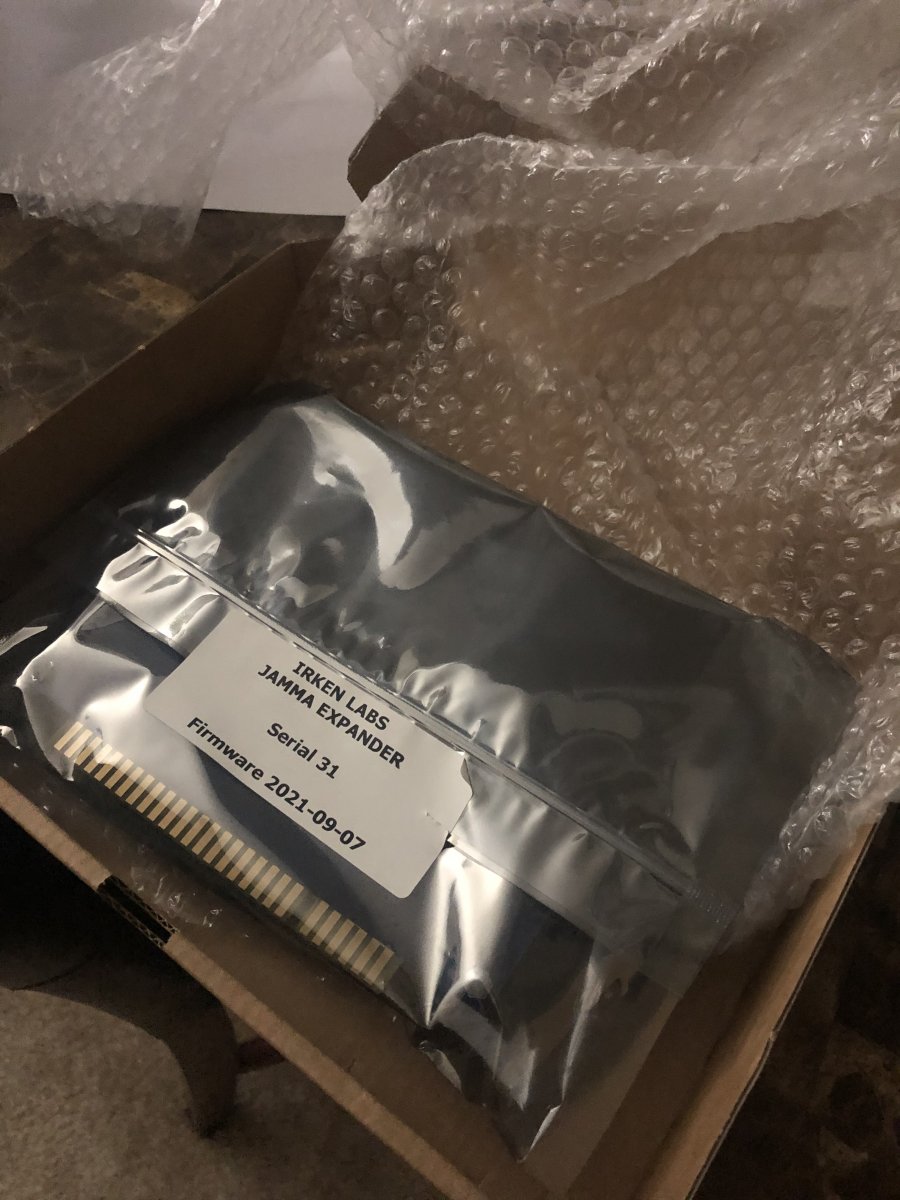 IRKEN LABS
JAMMA EXPANDER
Serial 31
Firmware 2021-09-07